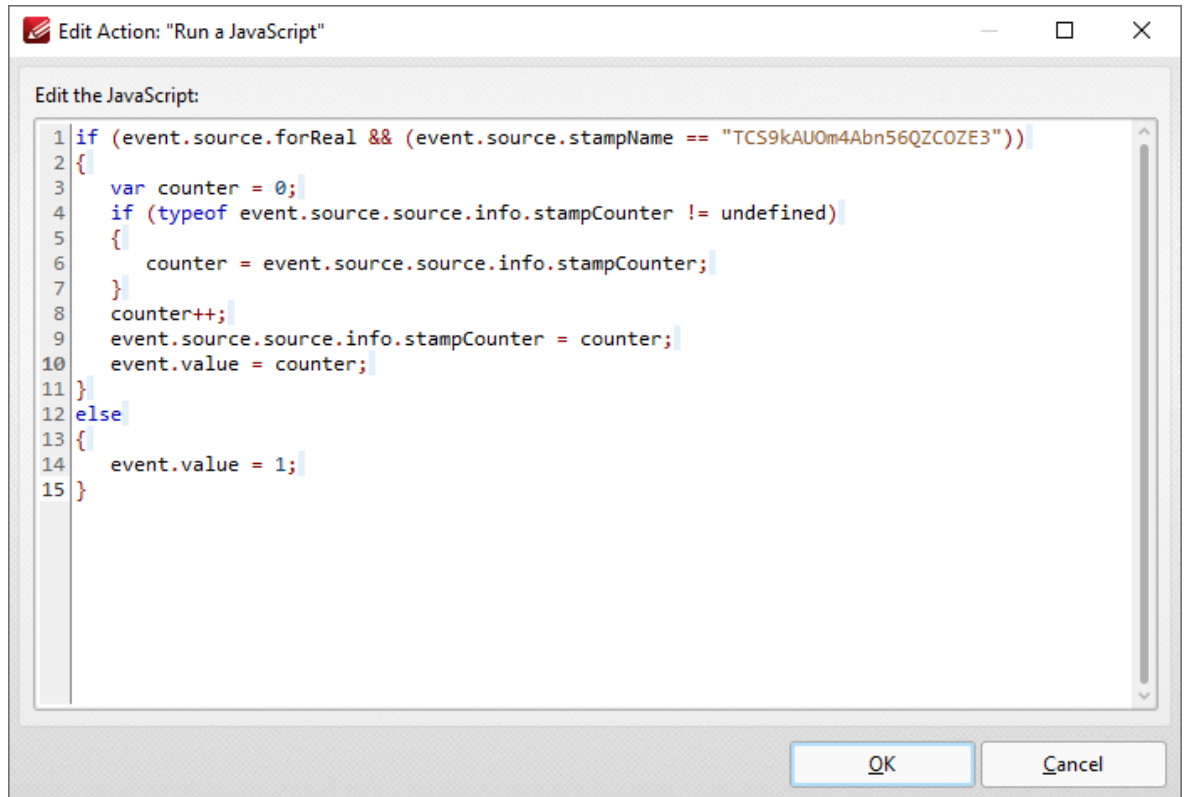 Edit Action: "Run a JavaScript"
Edit the JavaScript:
1 if (event.source.forReal && (event.source.stampName == "TCS9kAUOm4Abn56QZCOZE3"))
2 {
3    var counter = 0;
4    if (typeof event.source.source.info.stampCounter != undefined)
5    {
6       counter = event.source.source.info.stampCounter;
7    }
8    counter++;
9    event.source.source.info.stampCounter = counter;
10    event.value = counter;
11 }
12 else
13 {
14    event.value = 1;
15 }
OK Cancel